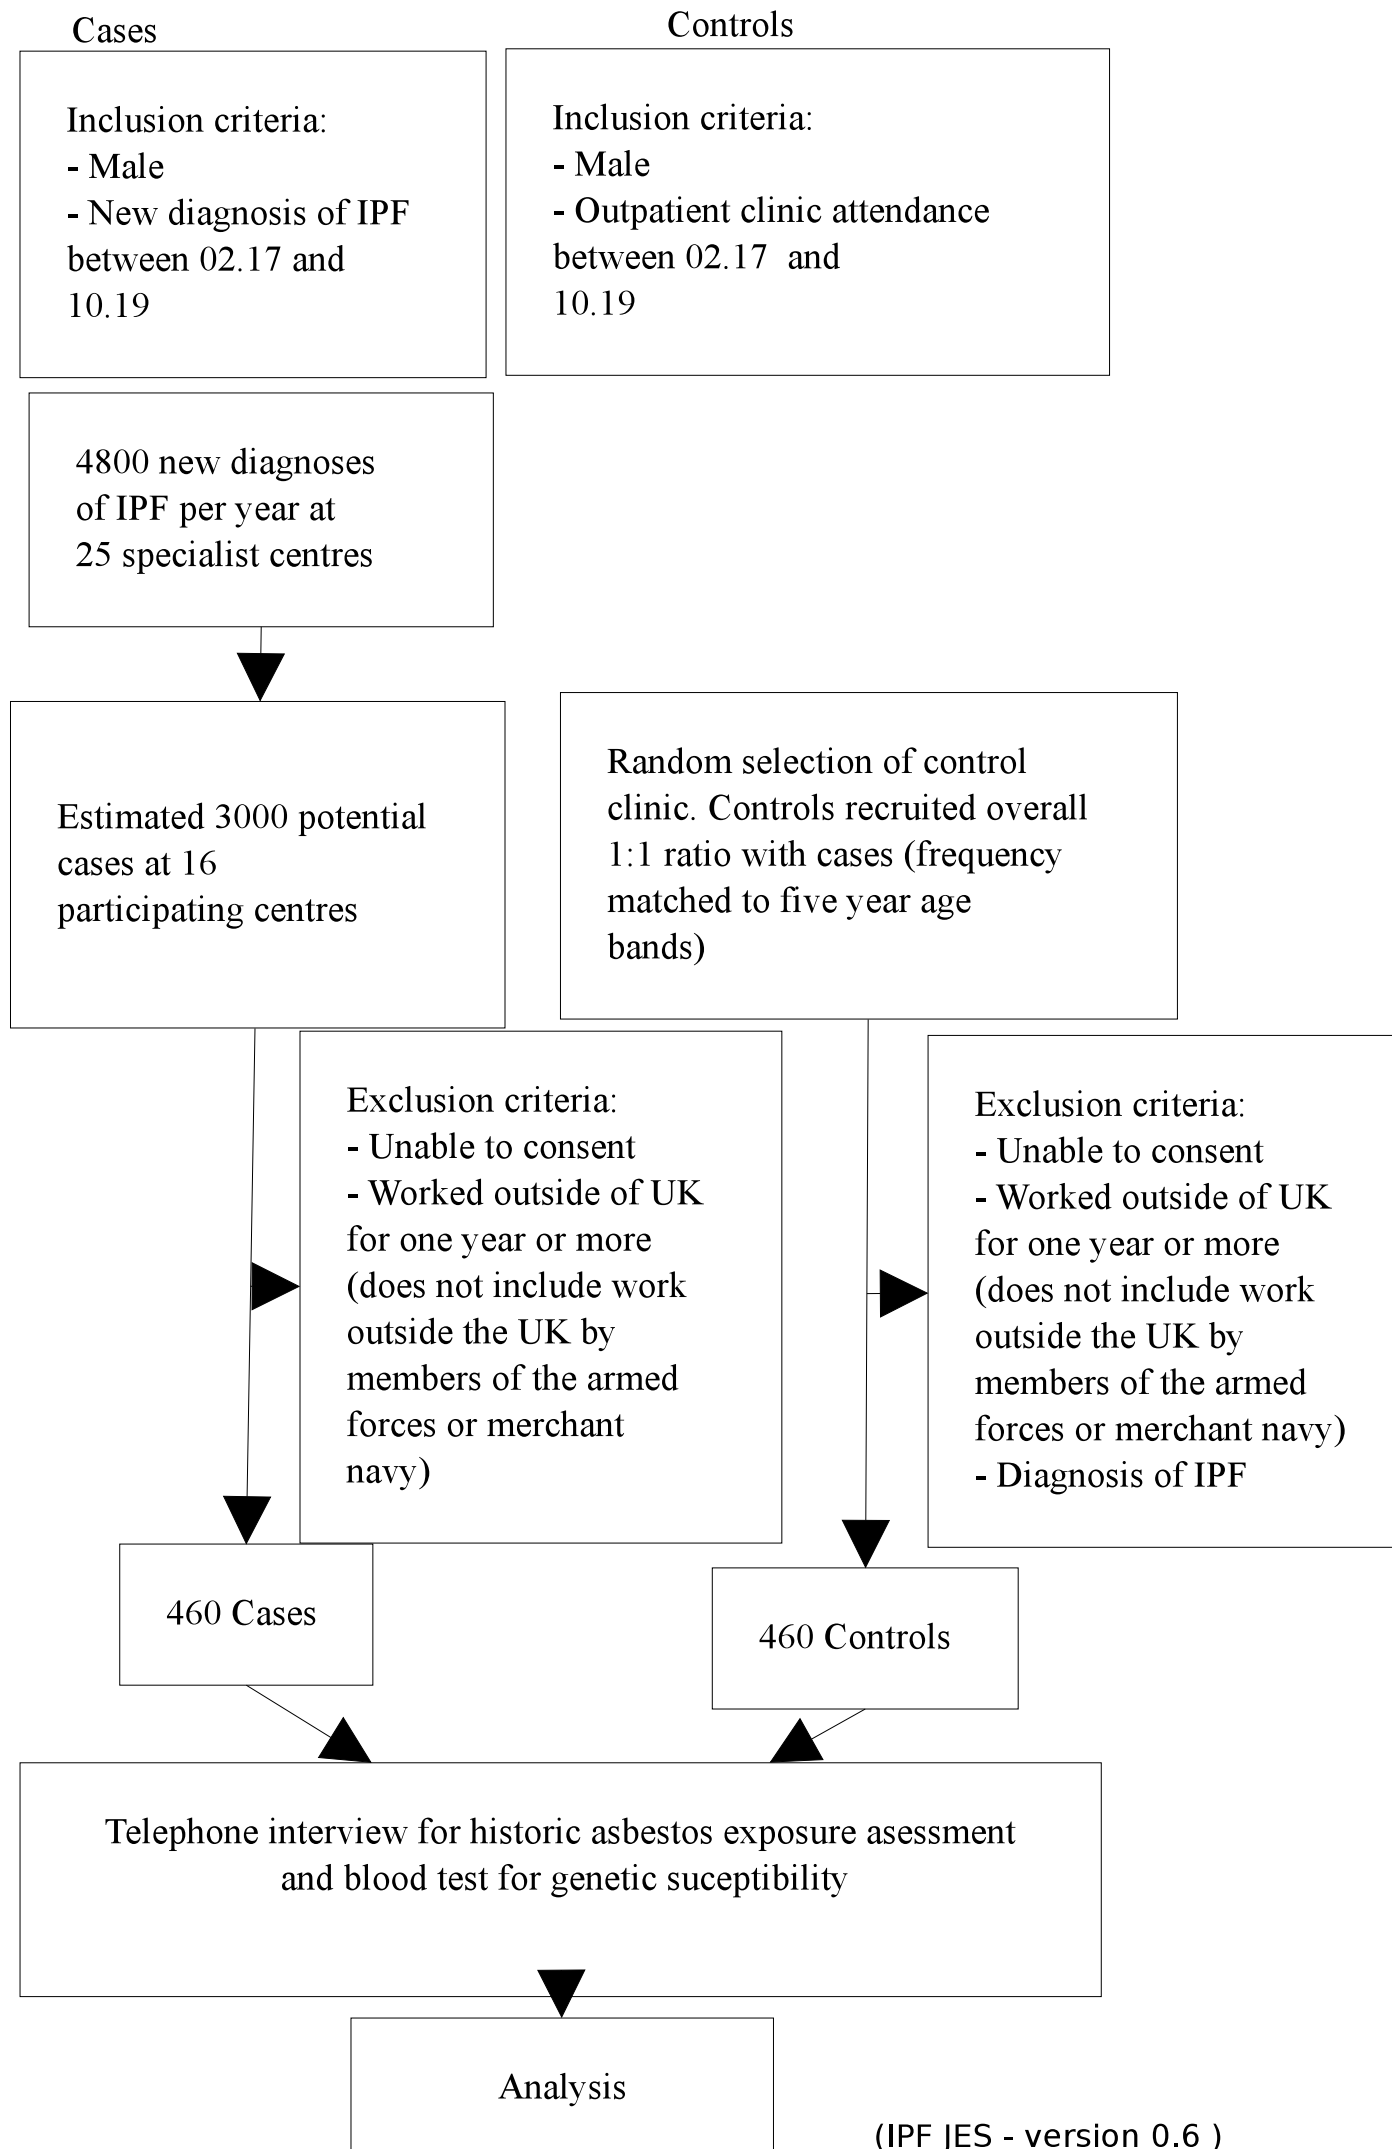 Cases
Inclusion criteria:
- Male
- New diagnosis of IPF
between 02.17 and
10.19
Controls
Inclusion criteria:
- Male
- Outpatient clinic attendance
between 02.17  and
10.19
4800 new diagnoses
of IPF per year at
25 specialist centres
Estimated 3000 potential
cases at 16
participating centres
Random selection of control
clinic. Controls recruited overall
1:1 ratio with cases (frequency
matched to five year age
bands)
Exclusion criteria:
- Unable to consent
- Worked outside of UK
for one year or more
(does not include work
outside the UK by
members of the armed
forces or merchant
navy)
Exclusion criteria:
- Unable to consent
- Worked outside of UK
for one year or more
(does not include work
outside the UK by
members of the armed
forces or merchant navy)
- Diagnosis of IPF
460 Cases
460 Controls
Telephone interview for historic asbestos exposure asessment
and blood test for genetic suceptibility
Analysis
(IPF JES - version 0.6 )